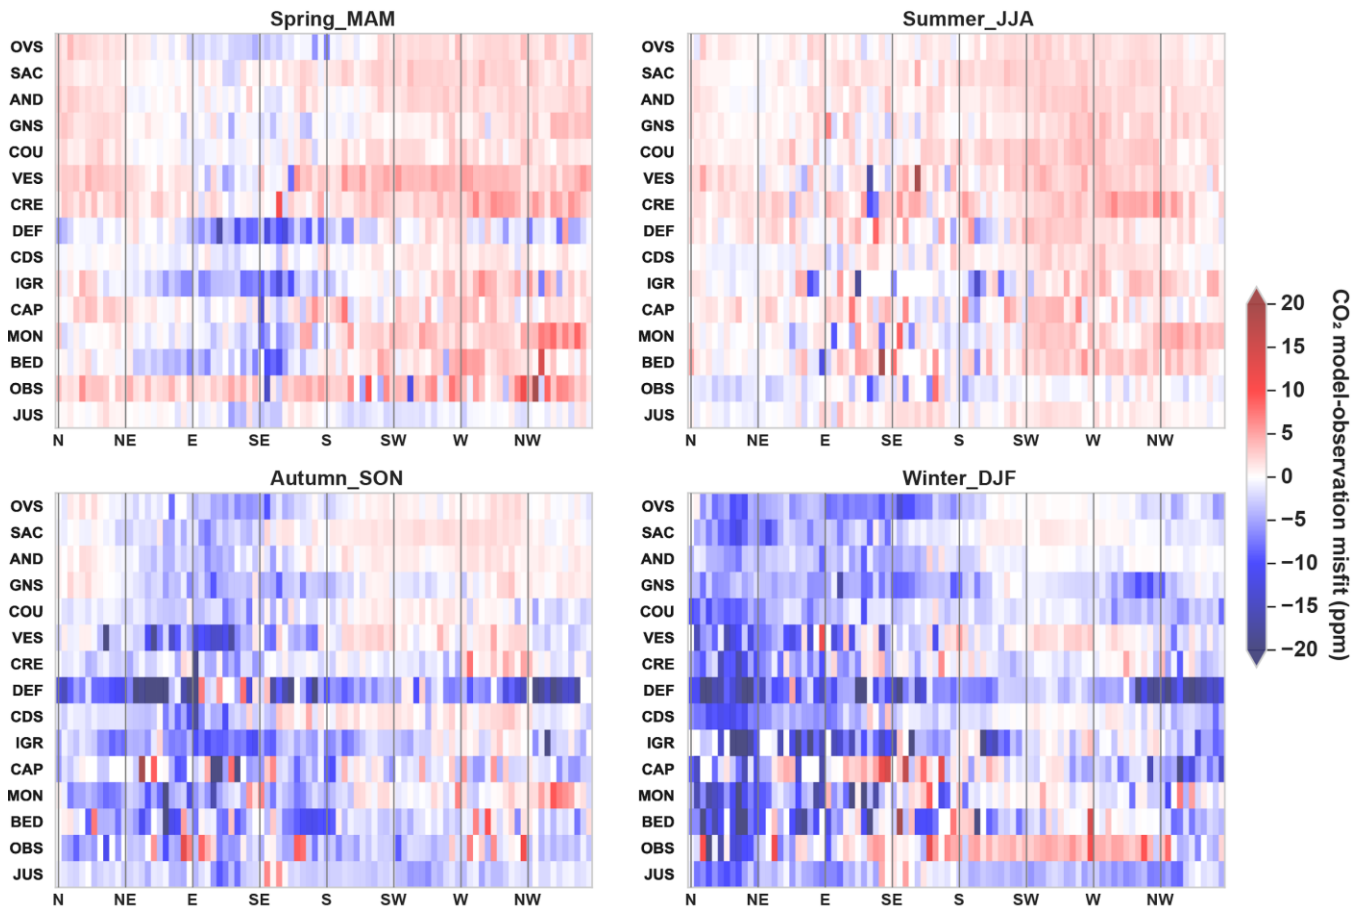 Spring_MAM
OVS
SAC
AND
GNS
COU
VES
CRE
DEF
CDS
IGR
CAP
MON
BED
OBS
JUS
N NE E SE S SW W NW
Summer_JJA
OVS
SAC
AND
GNS
COU
VES
CRE
DEF
CDS
IGR
CAP
MON
BED
OBS
JUS
N NE E SE S SW W NW
Autumn_SON
OVS
SAC
AND
GNS
COU
VES
CRE
DEF
CDS
IGR
CAP
MON
BED
OBS
JUS
N NE E SE S SW W NW
Winter_DJF
OVS
SAC
AND
GNS
COU
VES
CRE
DEF
CDS
IGR
CAP
MON
BED
OBS
JUS
N NE E SE S SW W NW
20
15
10
5
0
−5
−10
−15
−20
CO₂ model-observation misfit (ppm)